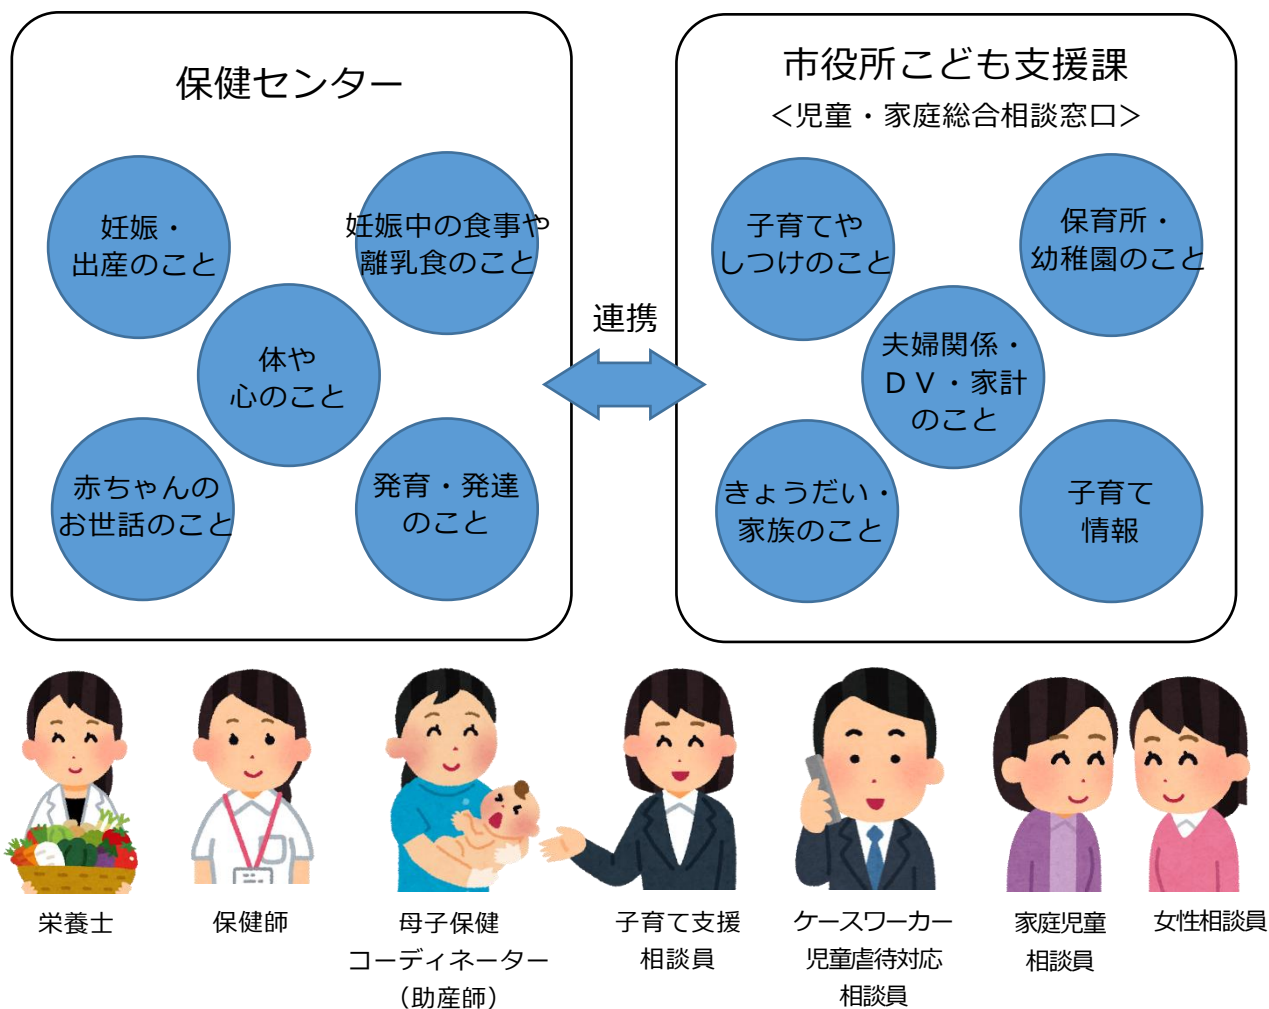 保健センター
妊娠・
出産のこと
妊娠中の食事や
離乳食のこと
体や
心のこと
赤ちゃんの
お世話のこと
発育・発達
のこと
連携
市役所こども支援課
＜児童・家庭総合相談窓口＞
子育てや
しつけのこと
保育所・
幼稚園のこと
夫婦関係・
ＤＶ・家計
のこと
きょうだい・
家族のこと
子育て
情報
栄養士
保健師
母子保健
コーディネーター
（助産師）
子育て支援
相談員
ケースワーカー
児童虐待対応
相談員
家庭児童
相談員
女性相談員